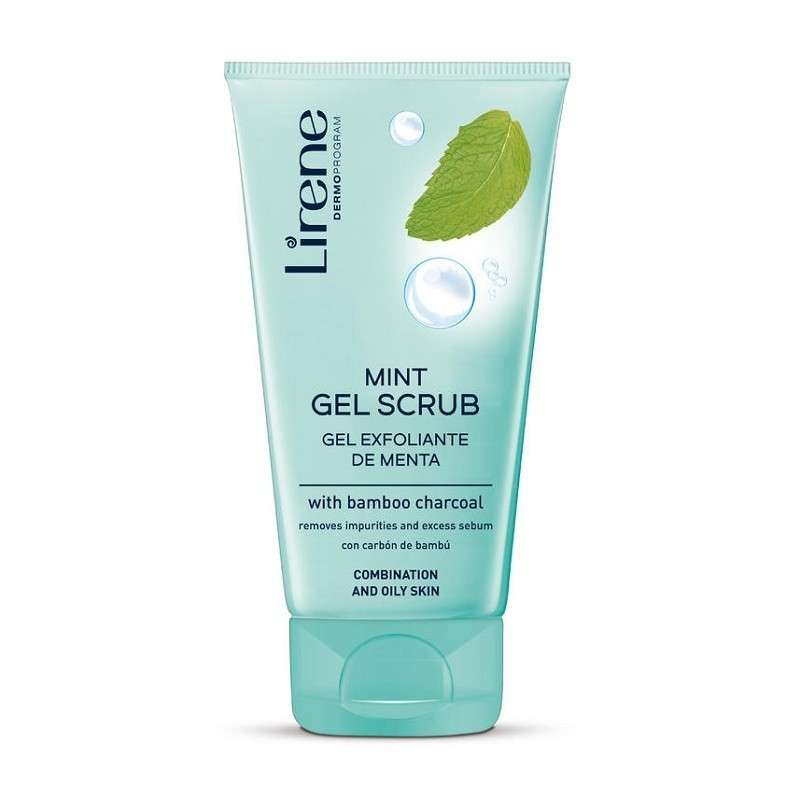 Lirene
DERMOPROGRAM
MINT
GEL SCRUB
GEL EXFOLIANTE
DE MENTA
with bamboo charcoal
removes impurities and excess sebum
con carbón de bambú
COMBINATION
AND OILY SKIN